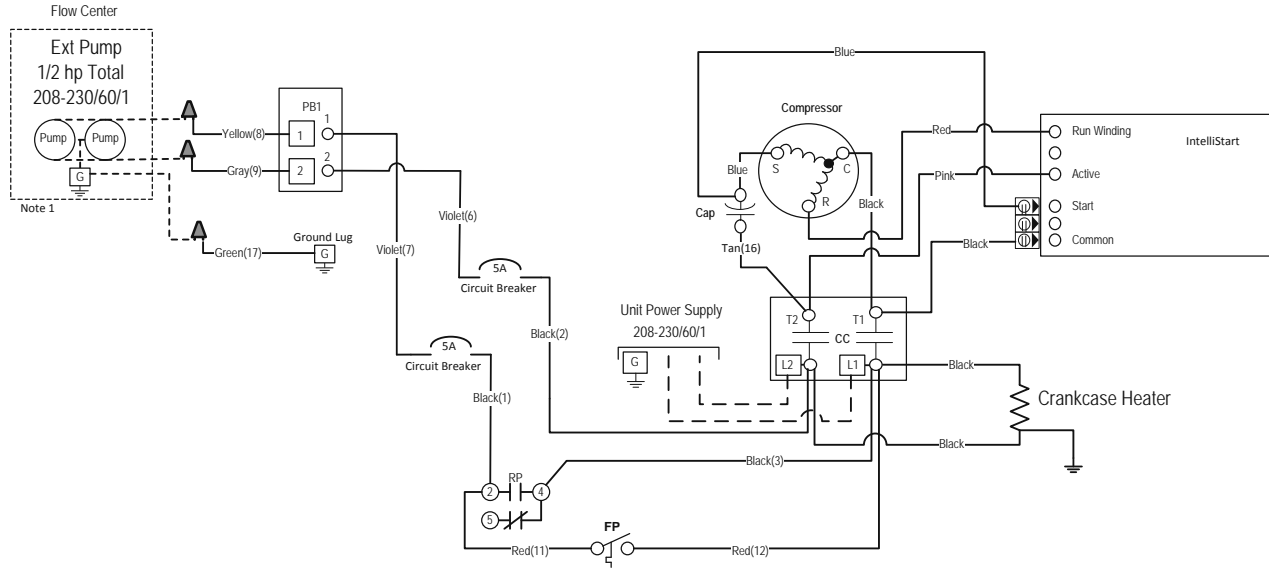 Flow Center
Ext Pump
1/2 hp Total
208-230/60/1
Pump
Pump
G
Note 1
Yellow(8)
Gray(9)
Green(17)
Ground Lug
G
PB1
1
1
2
2
Violet(6)
Violet(7)
5A
Circuit Breaker
5A
Circuit Breaker
Black(2)
Black(1)
Blue
Compressor
S
C
R
Blue
Cap
Tan(16)
Black
Red
Pink
Black
Run Winding
IntelliStart
Active
Start
Common
Unit Power Supply
208-230/60/1
G
T2
T1
CC
L2
L1
Black
Crankcase Heater
Black
Black(3)
2
RP
4
5
FP
Red(11)
Red(12)